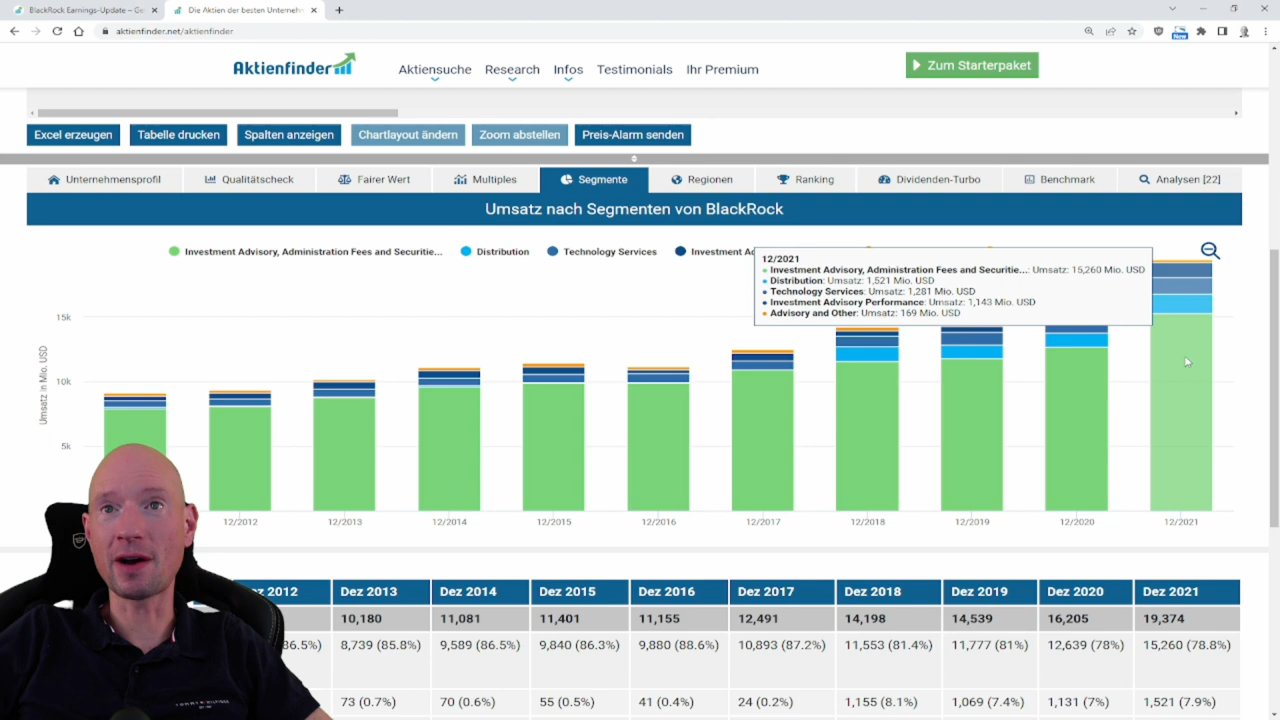 BlackRock Earnings-Update – Ge
Die Aktien der besten Unterneh
aktienfinder.net/aktienfinder
New
Aktienfinder
Aktiensuche
Research
Infos
Testimonials
Ihr Premium
Zum Starterpaket
Excel erzeugen
Tabelle drucken
Spalten anzeigen
Chartlayout ändern
Zoom abstellen
Preis-Alarm senden
Unternehmensprofil
Qualitätscheck
Fairer Wert
Multiples
Segmente
Regionen
Ranking
Dividenden-Turbo
Benchmark
Analysen [22]
Umsatz nach Segmenten von BlackRock
Investment Advisory, Administration Fees and Securitie...
Distribution
Technology Services
Investment Ad
12/2021
Investment Advisory, Administration Fees and Securitie...: Umsatz: 15,260 Mio. USD
Distribution: Umsatz: 1,521 Mio. USD
Technology Services: Umsatz: 1,281 Mio. USD
Investment Advisory Performance: Umsatz: 1,143 Mio. USD
Advisory and Other: Umsatz: 169 Mio. USD
Umsatz in Mio. USD
15k
10k
5k
12/2012
12/2013
12/2014
12/2015
12/2016
12/2017
12/2018
12/2019
12/2020
12/2021
ez 2012 Dez 2013 Dez 2014 Dez 2015 Dez 2016 Dez 2017 Dez 2018 Dez 2019 Dez 2020 Dez 2021
10,180 11,081 11,401 11,155 12,491 14,198 14,539 16,205 19,374
86.5%) 8,739 (85.8%) 9,589 (86.5%) 9,840 (86.3%) 9,880 (88.6%) 10,893 (87.2%) 11,553 (81.4%) 11,777 (81%) 12,639 (78%) 15,260 (78.8%)
73 (0.7%) 70 (0.6%) 55 (0.5%) 41 (0.4%) 24 (0.2%) 1,155 (8.1%) 1,069 (7.4%) 1,131 (7%) 1,521 (7.9%)